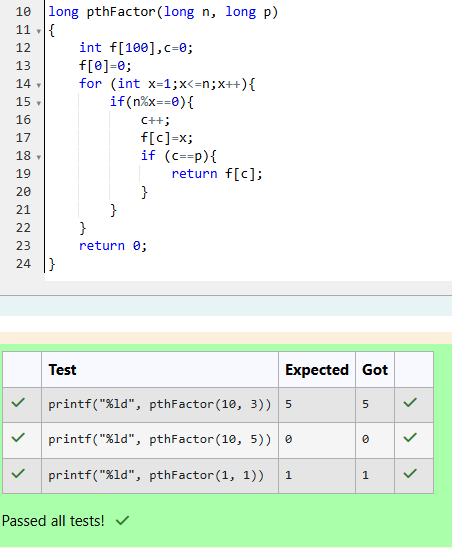 10 long pthFactor(long n, long p)
11 {
12     int f[100],c=0;
13     f[0]=0;
14     for (int x=1;x<=n;x++){
15         if(n%x==0){
16             c++;
17             f[c]=x;
18             if (c==p){
19                 return f[c];
20             }
21         }
22     }
23     return 0;
24 }
Test Expected Got
printf("%ld", pthFactor(10, 3)) 5 5
printf("%ld", pthFactor(10, 5)) 0 0
printf("%ld", pthFactor(1, 1)) 1 1
Passed all tests!